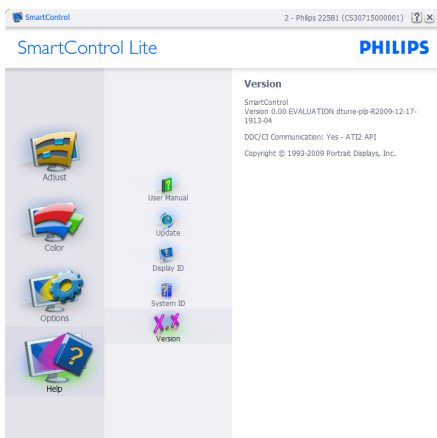 SmartControl
2 - Philips 225B1 (CS30715000001)
? x
SmartControl Lite
PHILIPS
Adjust
Color
Options
Help
User Manual
Update
Display ID
System ID
X.X
Version
Version
SmartControl
Version 0.00 EVALUATION dtune-plp-R2009-12-17-
1913-04
DDC/CI Communication: Yes - ATI2 API
Copyright © 1993-2009 Portrait Displays, Inc.